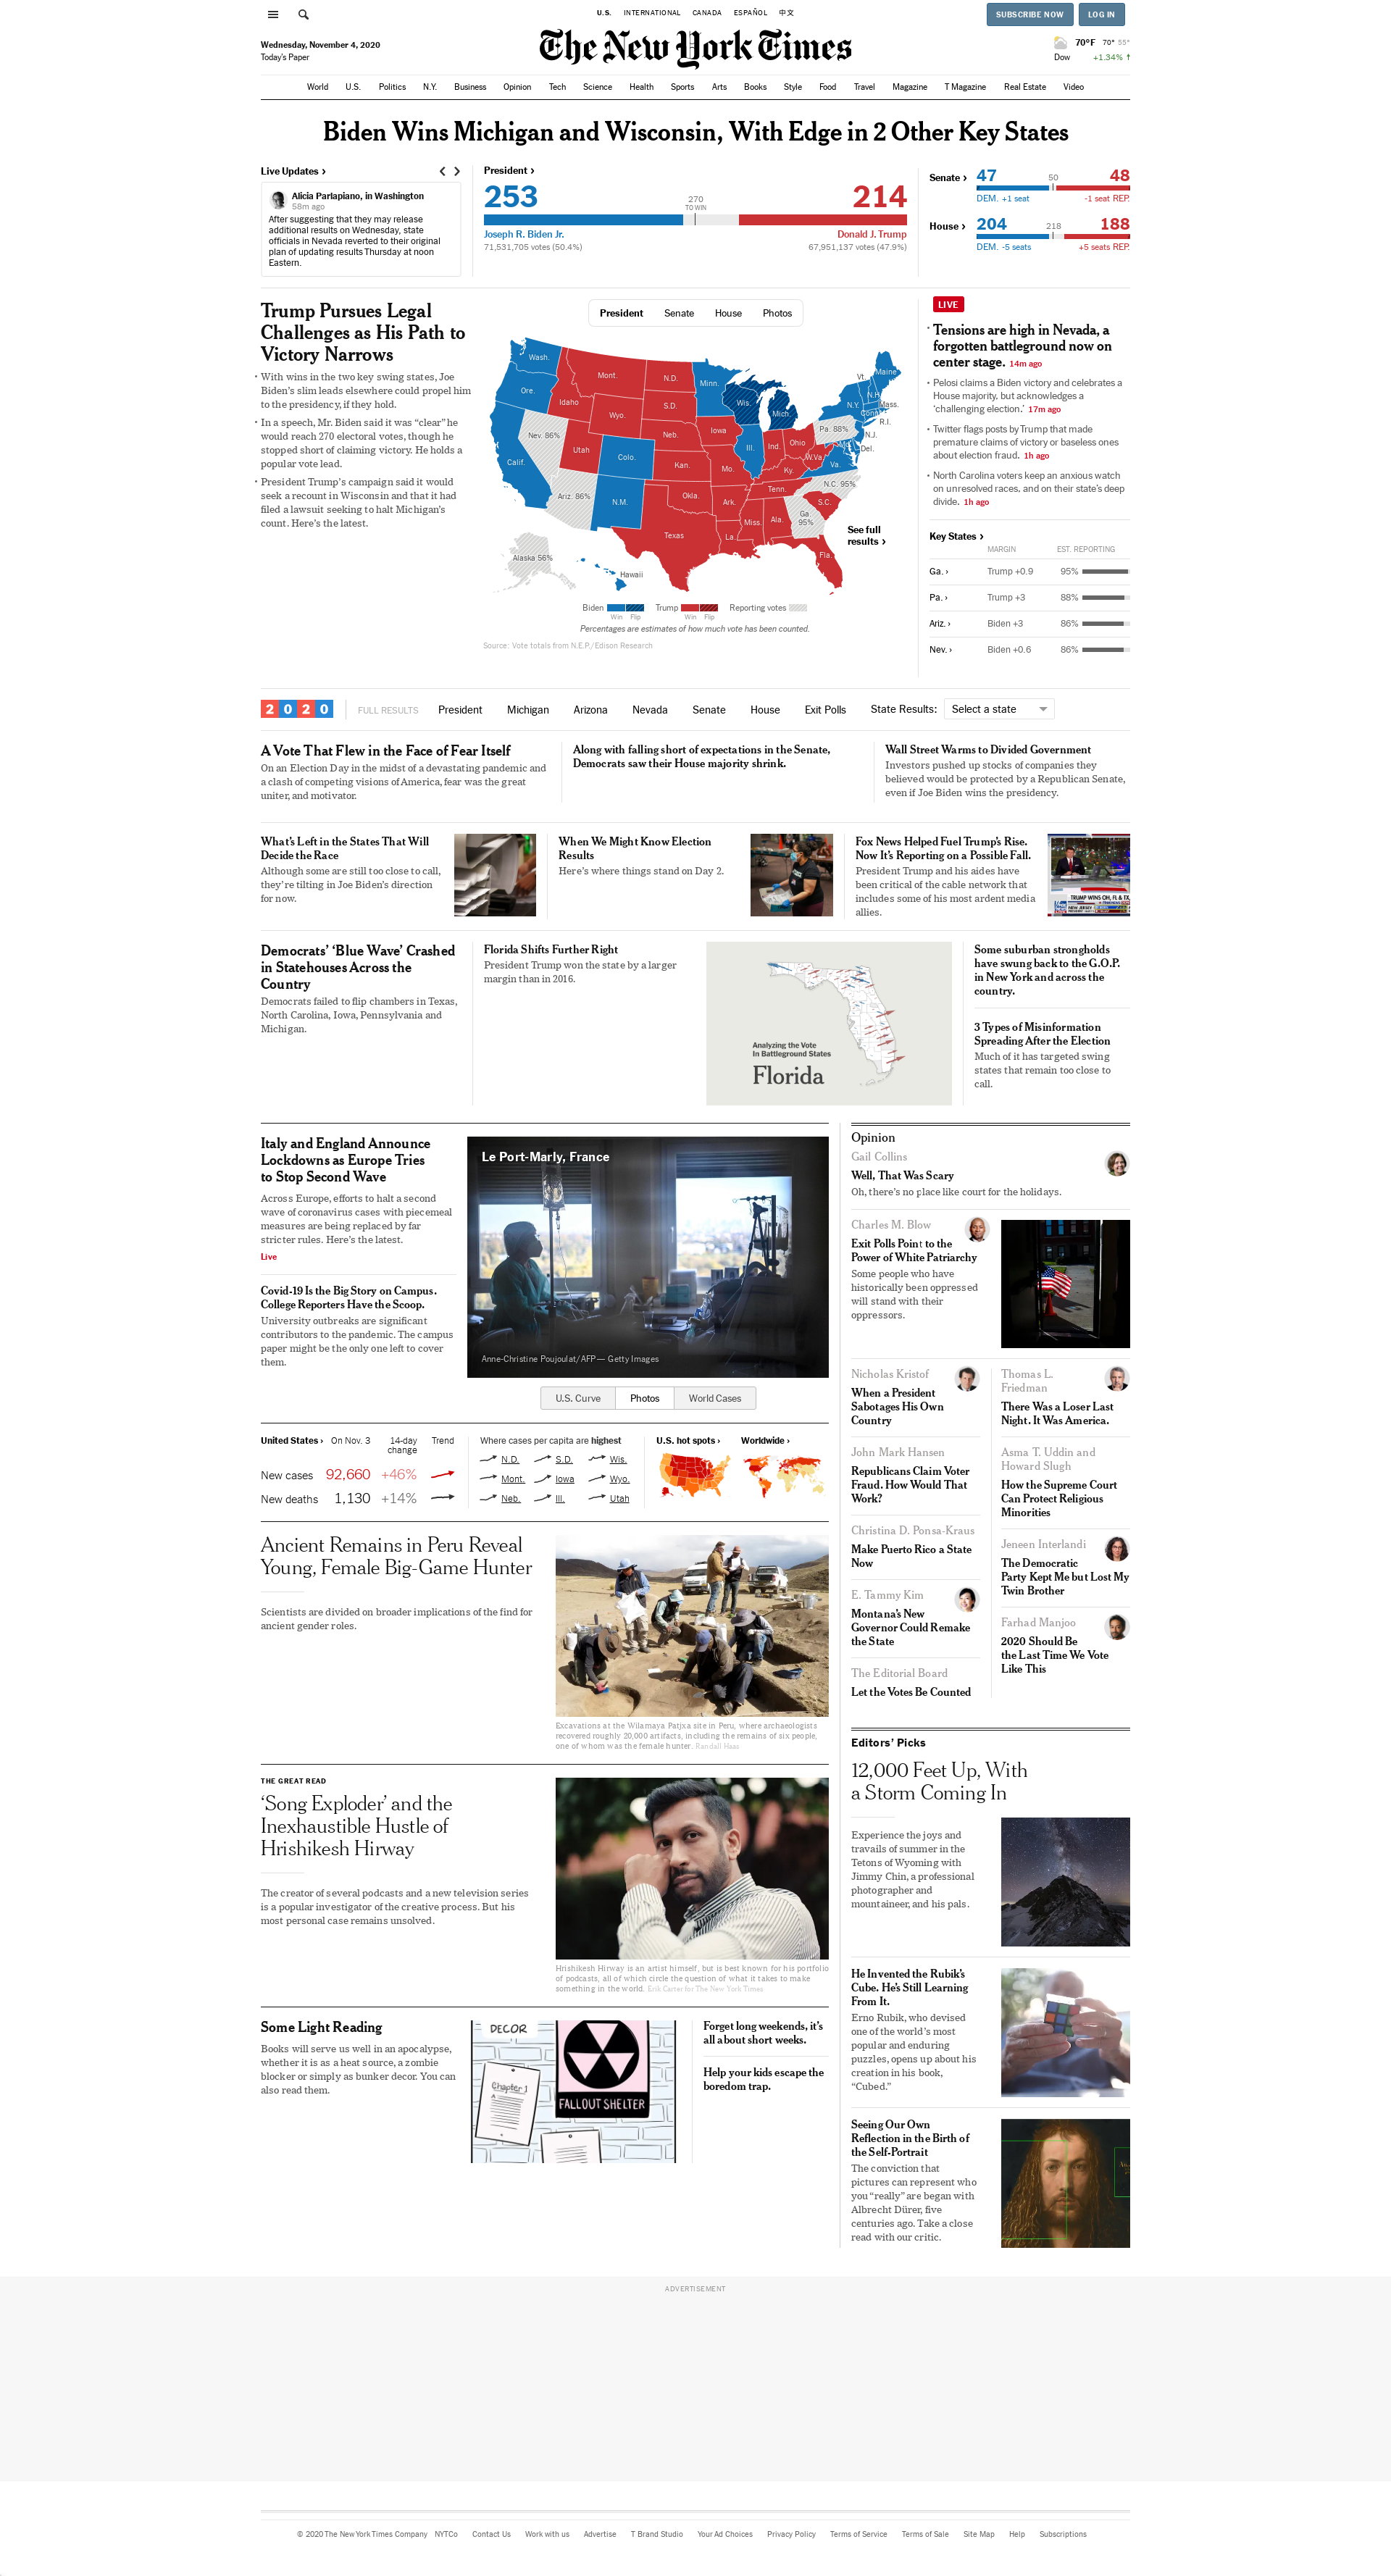 U.S. INTERNATIONAL CANADA ESPAÑOL 中文
SUBSCRIBE NOW LOG IN
Wednesday, November 4, 2020
Today's Paper
The New York Times
70°F 70° 55°
Dow +1.34% ↑
World U.S. Politics N.Y. Business Opinion Tech Science Health Sports Arts Books Style Food Travel Magazine T Magazine Real Estate Video
Biden Wins Michigan and Wisconsin, With Edge in 2 Other Key States
Live Updates ›
Alicia Parlapiano, in Washington
58m ago
After suggesting that they may release
additional results on Wednesday, state
officials in Nevada reverted to their original
plan of updating results Thursday at noon
Eastern.
President ›
253 270 214
TO WIN
Joseph R. Biden Jr. Donald J. Trump
71,531,705 votes (50.4%) 67,951,137 votes (47.9%)
Senate › 47 50 48
DEM. +1 seat -1 seat REP.
House › 204 218 188
DEM. -5 seats +5 seats REP.
Trump Pursues Legal
Challenges as His Path to
Victory Narrows
• With wins in the two key swing states, Joe
Biden's slim leads elsewhere could propel him
to the presidency, if they hold.
• In a speech, Mr. Biden said it was “clear” he
would reach 270 electoral votes, though he
stopped short of claiming victory. He holds a
popular vote lead.
• President Trump's campaign said it would
seek a recount in Wisconsin and that it had
filed a lawsuit seeking to halt Michigan's
count. Here's the latest.
President Senate House Photos
Wash.
Ore.
Calif.
Nev. 86%
Idaho
Mont.
Wyo.
Utah
Colo.
Ariz. 86%
N.M.
N.D.
S.D.
Neb.
Kan.
Okla.
Texas
Minn.
Iowa
Mo.
Ark.
La.
Wis.
Ill.
Mich.
Ind.
Ohio
Ky.
Tenn.
Miss.
Ala.
Ga.
95%
Fla.
S.C.
N.C. 95%
Va.
W.Va.
Pa. 88%
N.Y.
Vt.
N.H.
Maine
Mass.
Conn.
R.I.
N.J.
Del.
Md.
Alaska 56%
Hawaii
See full
results ›
Biden Trump Reporting votes
Win Flip Win Flip
Percentages are estimates of how much vote has been counted.
Source: Vote totals from N.E.P./Edison Research
LIVE
• Tensions are high in Nevada, a
forgotten battleground now on
center stage. 14m ago
• Pelosi claims a Biden victory and celebrates a
House majority, but acknowledges a
‘challenging election.’ 17m ago
• Twitter flags posts by Trump that made
premature claims of victory or baseless ones
about election fraud. 1h ago
• North Carolina voters keep an anxious watch
on unresolved races, and on their state's deep
divide. 1h ago
Key States ›
MARGIN EST. REPORTING
Ga. › Trump +0.9 95%
Pa. › Trump +3 88%
Ariz. › Biden +3 86%
Nev. › Biden +0.6 86%
2020 FULL RESULTS President Michigan Arizona Nevada Senate House Exit Polls State Results: Select a state
A Vote That Flew in the Face of Fear Itself
On an Election Day in the midst of a devastating pandemic and
a clash of competing visions of America, fear was the great
uniter, and motivator.
Along with falling short of expectations in the Senate,
Democrats saw their House majority shrink.
Wall Street Warms to Divided Government
Investors pushed up stocks of companies they
believed would be protected by a Republican Senate,
even if Joe Biden wins the presidency.
What's Left in the States That Will
Decide the Race
Although some are still too close to call,
they're tilting in Joe Biden's direction
for now.
When We Might Know Election
Results
Here's where things stand on Day 2.
Fox News Helped Fuel Trump's Rise.
Now It's Reporting on a Possible Fall.
President Trump and his aides have
been critical of the cable network that
includes some of his most ardent media
allies.
TRUMP WINS OH, FL & TX.
Democrats' ‘Blue Wave’ Crashed
in Statehouses Across the
Country
Democrats failed to flip chambers in Texas,
North Carolina, Iowa, Pennsylvania and
Michigan.
Florida Shifts Further Right
President Trump won the state by a larger
margin than in 2016.
Analyzing the Vote
In Battleground States
Florida
Some suburban strongholds
have swung back to the G.O.P.
in New York and across the
country.
3 Types of Misinformation
Spreading After the Election
Much of it has targeted swing
states that remain too close to
call.
Italy and England Announce
Lockdowns as Europe Tries
to Stop Second Wave
Across Europe, efforts to halt a second
wave of coronavirus cases with piecemeal
measures are being replaced by far
stricter rules. Here's the latest.
Live
Covid-19 Is the Big Story on Campus.
College Reporters Have the Scoop.
University outbreaks are significant
contributors to the pandemic. The campus
paper might be the only one left to cover
them.
Le Port-Marly, France
Anne-Christine Poujoulat/AFP — Getty Images
U.S. Curve Photos World Cases
United States › On Nov. 3 14-day Trend
change
New cases 92,660 +46%
New deaths 1,130 +14%
Where cases per capita are highest
N.D. S.D. Wis.
Mont. Iowa Wyo.
Neb. Ill. Utah
U.S. hot spots › Worldwide ›
Ancient Remains in Peru Reveal
Young, Female Big-Game Hunter
Scientists are divided on broader implications of the find for
ancient gender roles.
Excavations at the Wilamaya Patjxa site in Peru, where archaeologists
recovered roughly 20,000 artifacts, including the remains of six people,
one of whom was the female hunter. Randall Haas
THE GREAT READ
‘Song Exploder’ and the
Inexhaustible Hustle of
Hrishikesh Hirway
The creator of several podcasts and a new television series
is a popular investigator of the creative process. But his
most personal case remains unsolved.
Hrishikesh Hirway is an artist himself, but is best known for his portfolio
of podcasts, all of which circle the question of what it takes to make
something in the world. Erik Carter for The New York Times
Some Light Reading
Books will serve us well in an apocalypse,
whether it is as a heat source, a zombie
blocker or simply as bunker decor. You can
also read them.
DECOR
Chapter 1
FALLOUT SHELTER
Forget long weekends, it's
all about short weeks.
Help your kids escape the
boredom trap.
Opinion
Gail Collins
Well, That Was Scary
Oh, there's no place like court for the holidays.
Charles M. Blow
Exit Polls Point to the
Power of White Patriarchy
Some people who have
historically been oppressed
will stand with their
oppressors.
Nicholas Kristof
When a President
Sabotages His Own
Country
John Mark Hansen
Republicans Claim Voter
Fraud. How Would That
Work?
Christina D. Ponsa-Kraus
Make Puerto Rico a State
Now
E. Tammy Kim
Montana's New
Governor Could Remake
the State
The Editorial Board
Let the Votes Be Counted
Thomas L.
Friedman
There Was a Loser Last
Night. It Was America.
Asma T. Uddin and
Howard Slugh
How the Supreme Court
Can Protect Religious
Minorities
Jeneen Interlandi
The Democratic
Party Kept Me but Lost My
Twin Brother
Farhad Manjoo
2020 Should Be
the Last Time We Vote
Like This
Editors' Picks
12,000 Feet Up, With
a Storm Coming In
Experience the joys and
travails of summer in the
Tetons of Wyoming with
Jimmy Chin, a professional
photographer and
mountaineer, and his pals.
He Invented the Rubik's
Cube. He's Still Learning
From It.
Erno Rubik, who devised
one of the world's most
popular and enduring
puzzles, opens up about his
creation in his book,
“Cubed.”
Seeing Our Own
Reflection in the Birth of
the Self-Portrait
The conviction that
pictures can represent who
you “really” are began with
Albrecht Dürer, five
centuries ago. Take a close
read with our critic.
ADVERTISEMENT
© 2020 The New York Times Company NYTCo Contact Us Work with us Advertise T Brand Studio Your Ad Choices Privacy Policy Terms of Service Terms of Sale Site Map Help Subscriptions